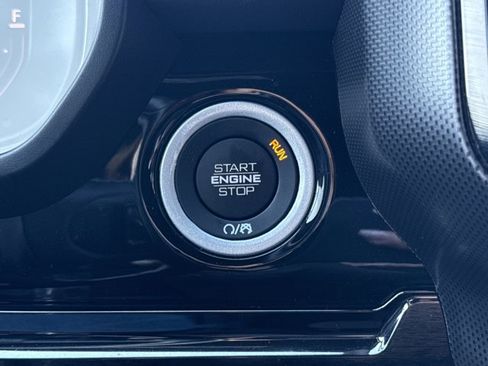 F
RUN
START
ENGINE
STOP